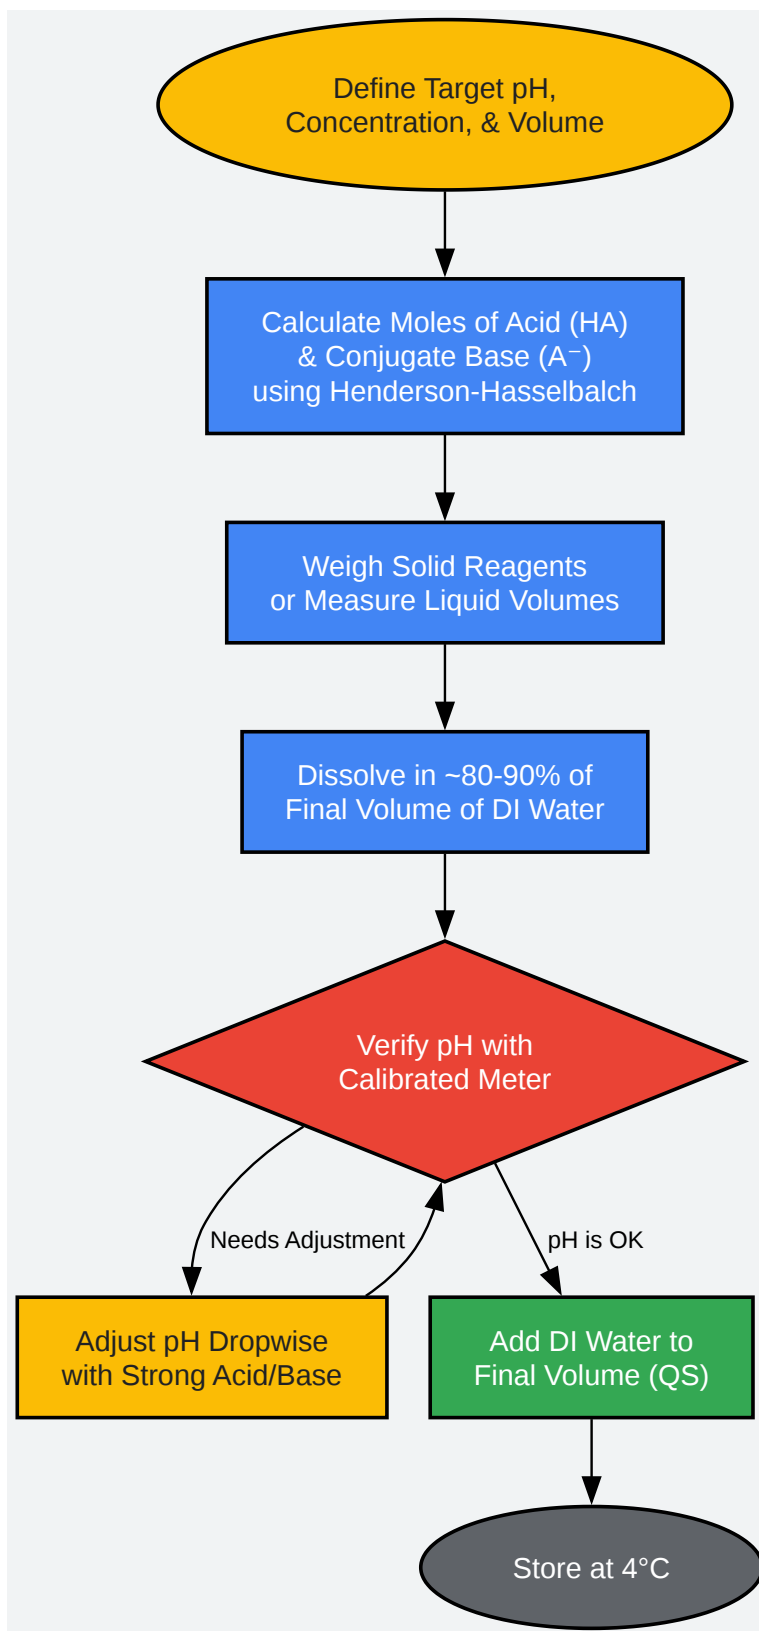 Define Target pH,
Concentration, & Volume
Calculate Moles of Acid (HA)
& Conjugate Base (A⁻)
using Henderson-Hasselbalch
Weigh Solid Reagents
or Measure Liquid Volumes
Dissolve in ~80-90% of
Final Volume of DI Water
Verify pH with
Calibrated Meter
Needs Adjustment
pH is OK
Adjust pH Dropwise
with Strong Acid/Base
Add DI Water to
Final Volume (QS)
Store at 4°C